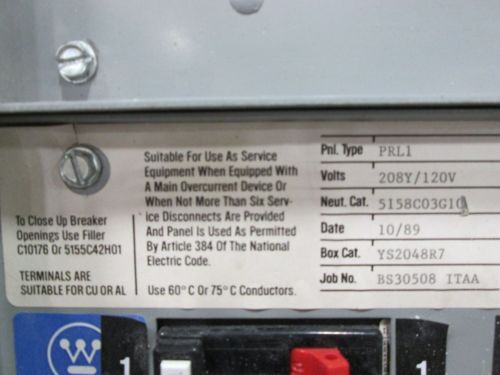 Suitable For Use As Service
Equipment When Equipped With
A Main Overcurrent Device Or
When Not More Than Six Serv-
ice Disconnects Are Provided
And Panel Is Used As Permitted
By Article 384 Of The National
Electric Code.
Use 60°C Or 75°C Conductors.
To Close Up Breaker
Openings Use Filler
C10176 Or 5155C42H01
TERMINALS ARE
SUITABLE FOR CU OR AL
Pnl. Type PRL1
Volts 208Y/120V
Neut. Cat. 5158C03G10
Date 10/89
Box Cat. YS2048R7
Job No. BS30508 ITAA
1
1